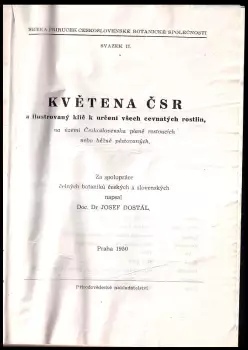 SBÍRKA PŘÍRUČEK ČESKOSLOVENSKÉ BOTANICKÉ SPOLEČNOSTI
SVAZEK II.
KVĚTENA ČSR
a ilustrovaný klíč k určení všech cevnatých rostlin,
na území Československa planě rostoucích
nebo běžně pěstovaných.
Za spolupráce
četných botaniků českých a slovenských
napsal
Doc. Dr JOSEF DOSTÁL,
Praha 1950
Přírodovědecké nakladatelství